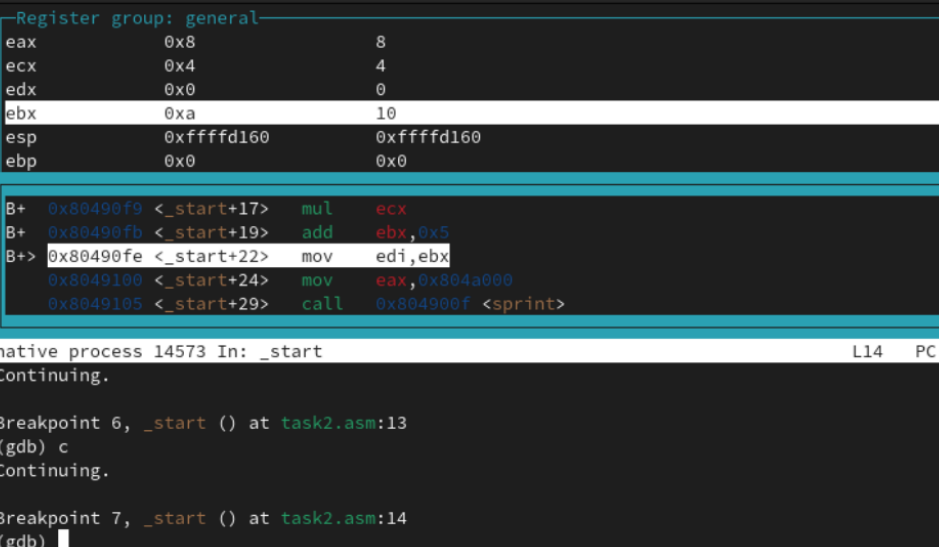 Register group: general
eax 0x8 8
ecx 0x4 4
edx 0x0 0
ebx 0xa 10
esp 0xffffd160 0xffffd160
ebp 0x0 0x0
B+ 0x80490f9 <_start+17> mul ecx
B+ 0x80490fb <_start+19> add ebx,0x5
B+> 0x80490fe <_start+22> mov edi,ebx
0x8049100 <_start+24> mov eax,0x804a000
0x8049105 <_start+29> call 0x804900f <sprint>
native process 14573 In: _start L14 PC
Continuing.
Breakpoint 6, _start () at task2.asm:13
(gdb) c
Continuing.
Breakpoint 7, _start () at task2.asm:14
(gdb)